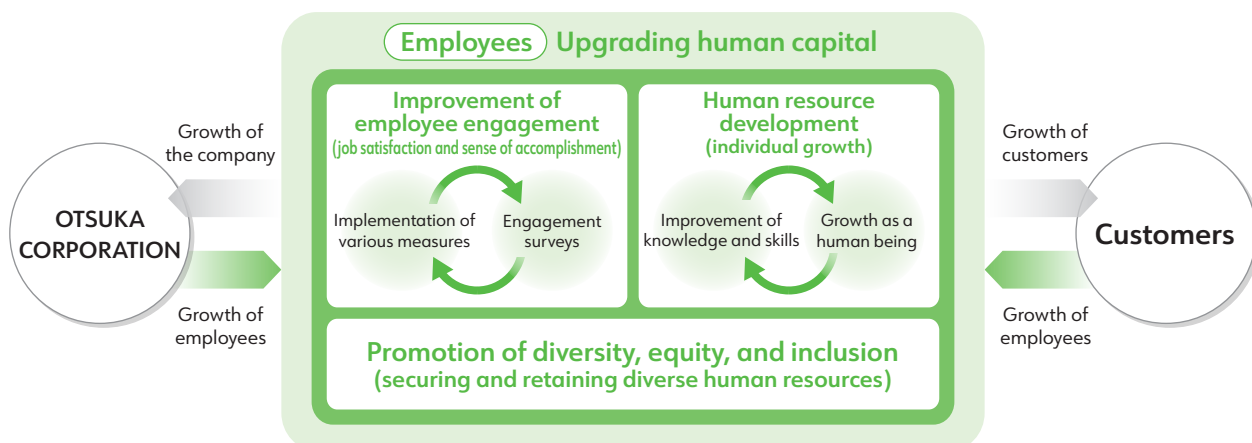 Employees Upgrading human capital
Improvement of
employee engagement
(job satisfaction and sense of accomplishment)
Implementation of
various measures
Engagement
surveys
Human resource
development
(individual growth)
Improvement of
knowledge and skills
Growth as a
human being
Promotion of diversity, equity, and inclusion
(securing and retaining diverse human resources)
Growth of
the company
OTSUKA
CORPORATION
Growth of
employees
Growth of
customers
Customers
Growth of
employees